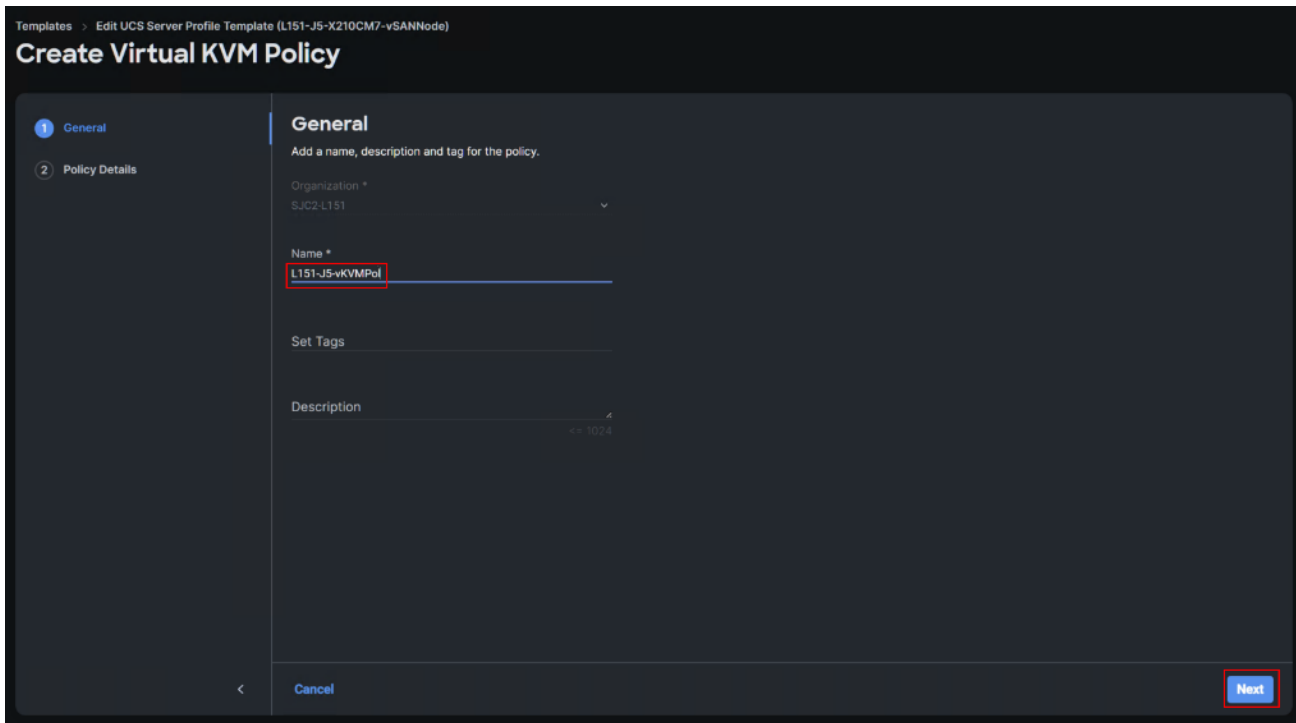 Templates > Edit UCS Server Profile Template (L151-J5-X210CM7-vSANNode)
Create Virtual KVM Policy
1 General
2 Policy Details
General
Add a name, description and tag for the policy.
Organization *
SJC2-L151
Name *
L151-J5-vKVMPol
Set Tags
Description
<= 1024
< Cancel Next